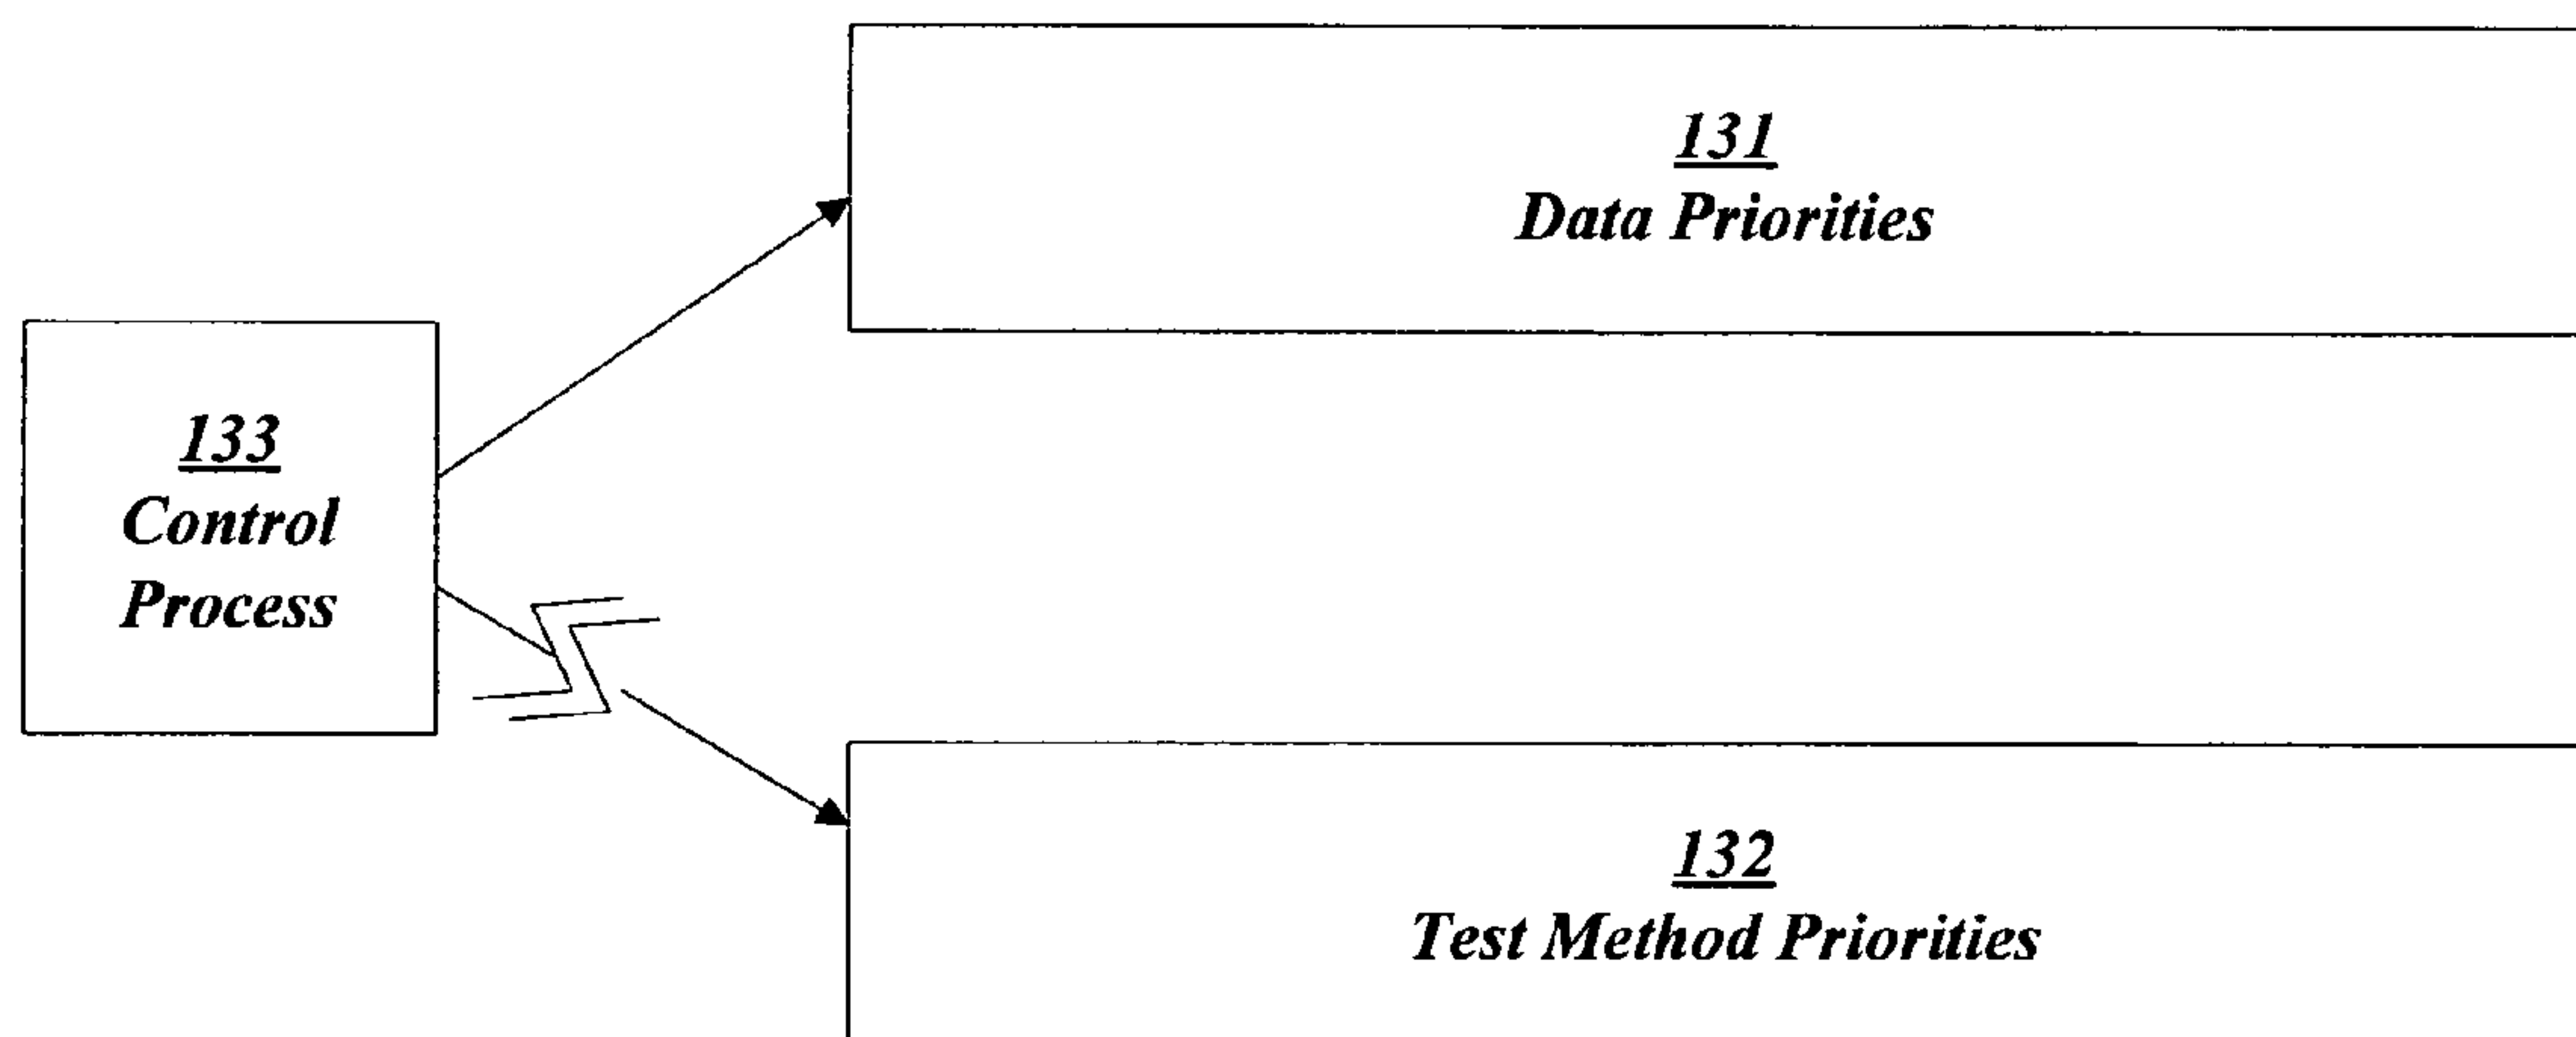 131
Data Priorities
133
Control
Process
132
Test Method Priorities